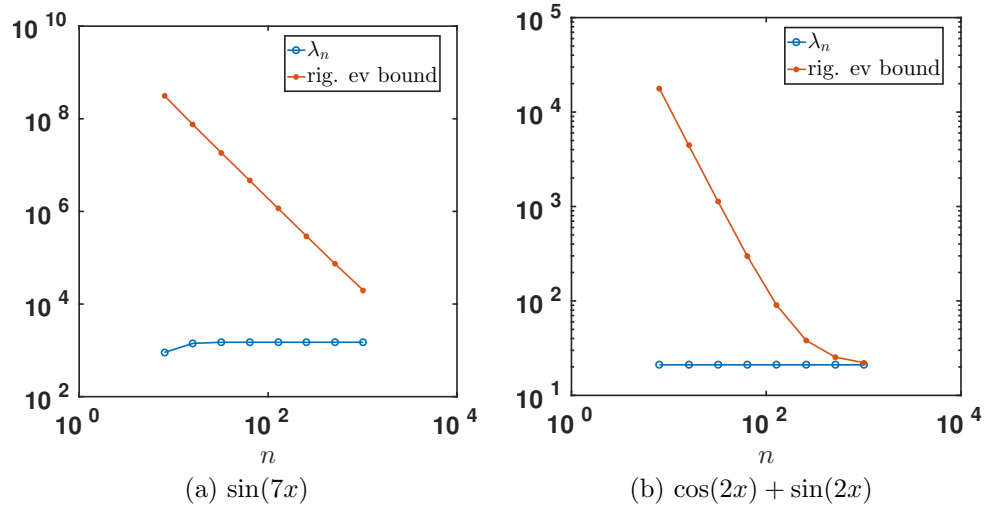 10^10
10^8
10^6
10^4
10^2
10^0
10^2
10^4
n
λ_n
rig. ev bound
(a) sin(7x)
10^5
10^4
10^3
10^2
10^1
10^0
10^2
10^4
n
λ_n
rig. ev bound
(b) cos(2x) + sin(2x)